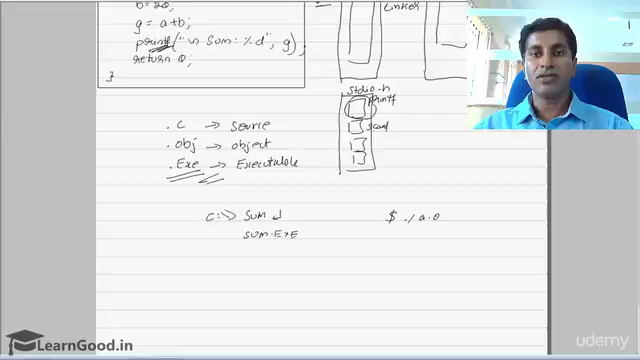 b = 20;
g = a+b;
printf("\n Sum: %d", g);
return 0;
}
Linker
stdio.h
printf
scanf
.C → Source
.obj → object
.Exe → Executable
C:\> SUM ↲
SUM.EXE
$ ./a.o
LearnGood.in
udemy